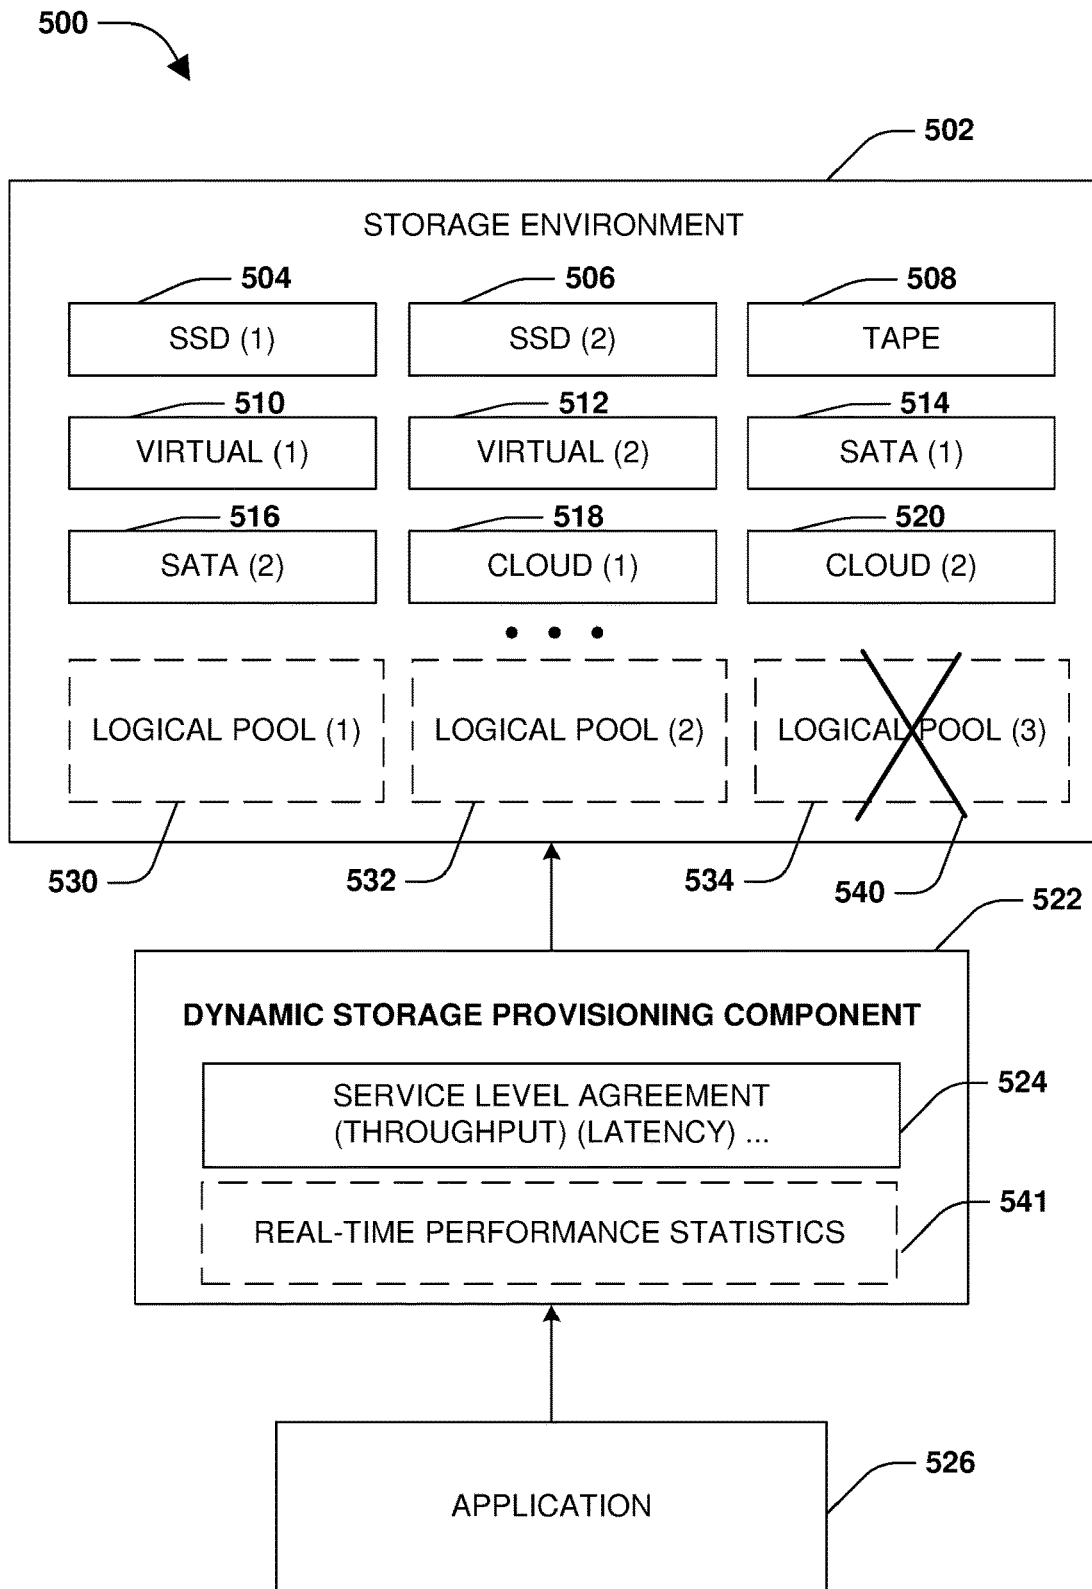 500
502
STORAGE ENVIRONMENT
504 506 508
SSD (1) SSD (2) TAPE
510 512 514
VIRTUAL (1) VIRTUAL (2) SATA (1)
516 518 520
SATA (2) CLOUD (1) CLOUD (2)
• • •
LOGICAL POOL (1) LOGICAL POOL (2) LOGICAL POOL (3)
530 532 534 540
522
DYNAMIC STORAGE PROVISIONING COMPONENT
524
SERVICE LEVEL AGREEMENT
(THROUGHPUT) (LATENCY) ...
541
REAL-TIME PERFORMANCE STATISTICS
526
APPLICATION